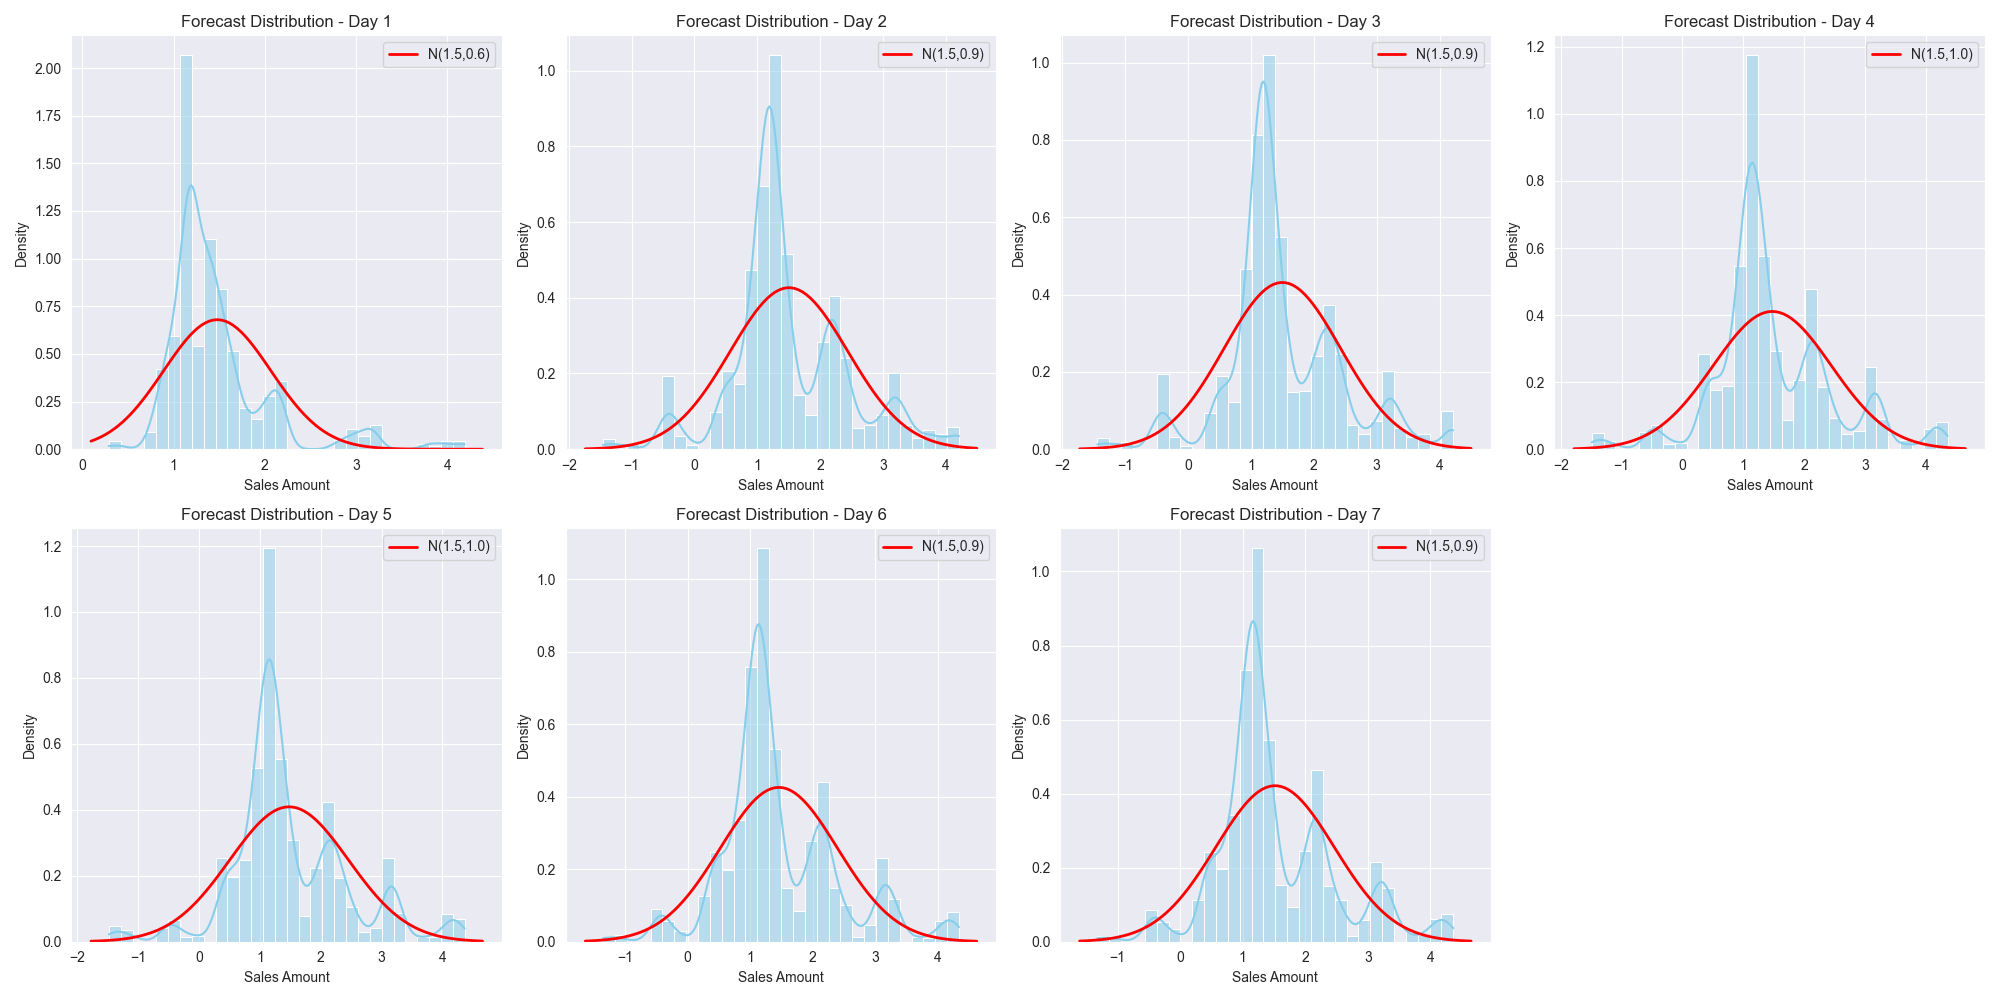 Forecast Distribution - Day 1
N(1.5,0.6)
2.00
1.75
1.50
1.25
1.00
0.75
0.50
0.25
0.00
Density
0 1 2 3 4
Sales Amount
Forecast Distribution - Day 2
N(1.5,0.9)
1.0
0.8
0.6
0.4
0.2
0.0
Density
−2 −1 0 1 2 3 4
Sales Amount
Forecast Distribution - Day 3
N(1.5,0.9)
1.0
0.8
0.6
0.4
0.2
0.0
Density
−2 −1 0 1 2 3 4
Sales Amount
Forecast Distribution - Day 4
N(1.5,1.0)
1.2
1.0
0.8
0.6
0.4
0.2
0.0
Density
−2 −1 0 1 2 3 4
Sales Amount
Forecast Distribution - Day 5
N(1.5,1.0)
1.2
1.0
0.8
0.6
0.4
0.2
0.0
Density
−2 −1 0 1 2 3 4
Sales Amount
Forecast Distribution - Day 6
N(1.5,0.9)
1.0
0.8
0.6
0.4
0.2
0.0
Density
−1 0 1 2 3 4
Sales Amount
Forecast Distribution - Day 7
N(1.5,0.9)
1.0
0.8
0.6
0.4
0.2
0.0
Density
−1 0 1 2 3 4
Sales Amount